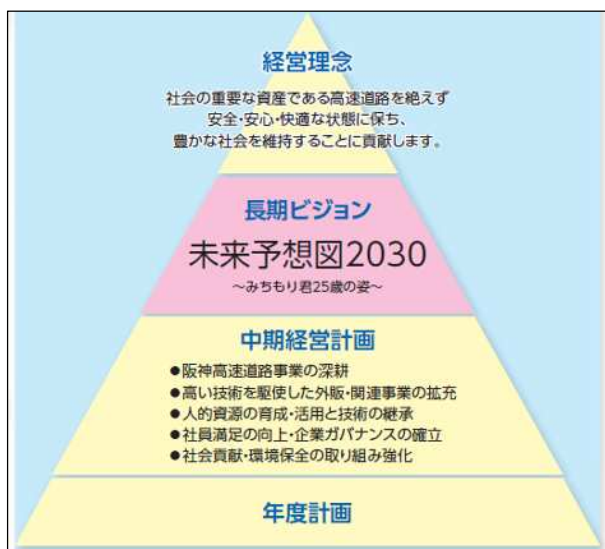 経営理念
社会の重要な資産である高速道路を絶えず
安全・安心・快適な状態に保ち、
豊かな社会を維持することに貢献します。
長期ビジョン
未来予想図2030
～みちもり君25歳の姿～
中期経営計画
●阪神高速道路事業の深耕
●高い技術を駆使した外販・関連事業の拡充
●人的資源の育成・活用と技術の継承
●社員満足の向上・企業ガバナンスの確立
●社会貢献・環境保全の取り組み強化
年度計画